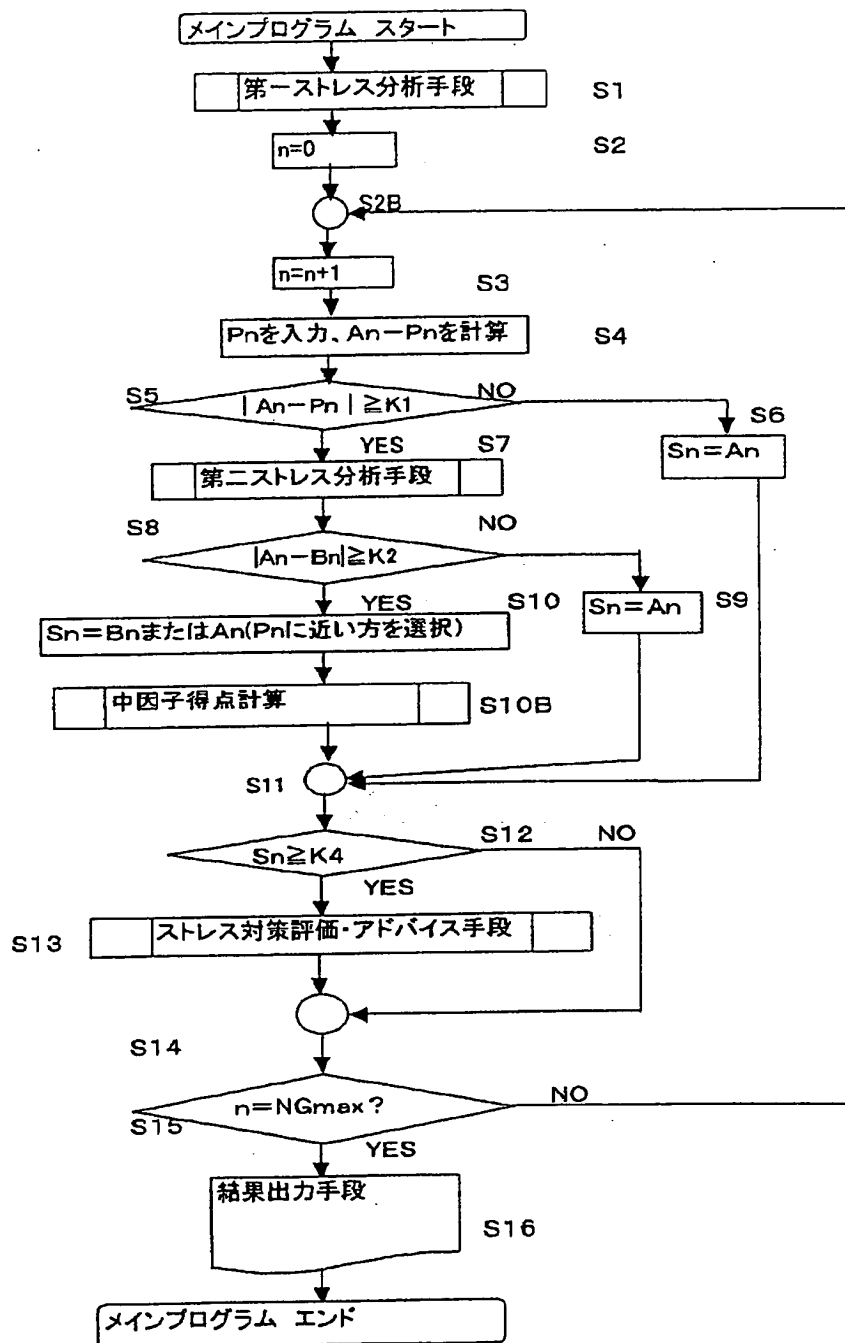 メインプログラム スタート
第一ストレス分析手段
S1
n=0
S2
S2B
n=n+1
S3
Pnを入力、An－Pnを計算
S4
S5
｜An－Pn｜≧K1
NO
S6
Sn＝An
YES
S7
第二ストレス分析手段
S8
|An－Bn|≧K2
NO
YES
S10
Sn＝An
S9
Sn＝BnまたはAn(Pnに近い方を選択)
中因子得点計算
S10B
S11
Sn≧K4
S12
NO
YES
S13
ストレス対策評価・アドバイス手段
S14
n＝NGmax？
NO
S15
YES
結果出力手段
S16
メインプログラム エンド